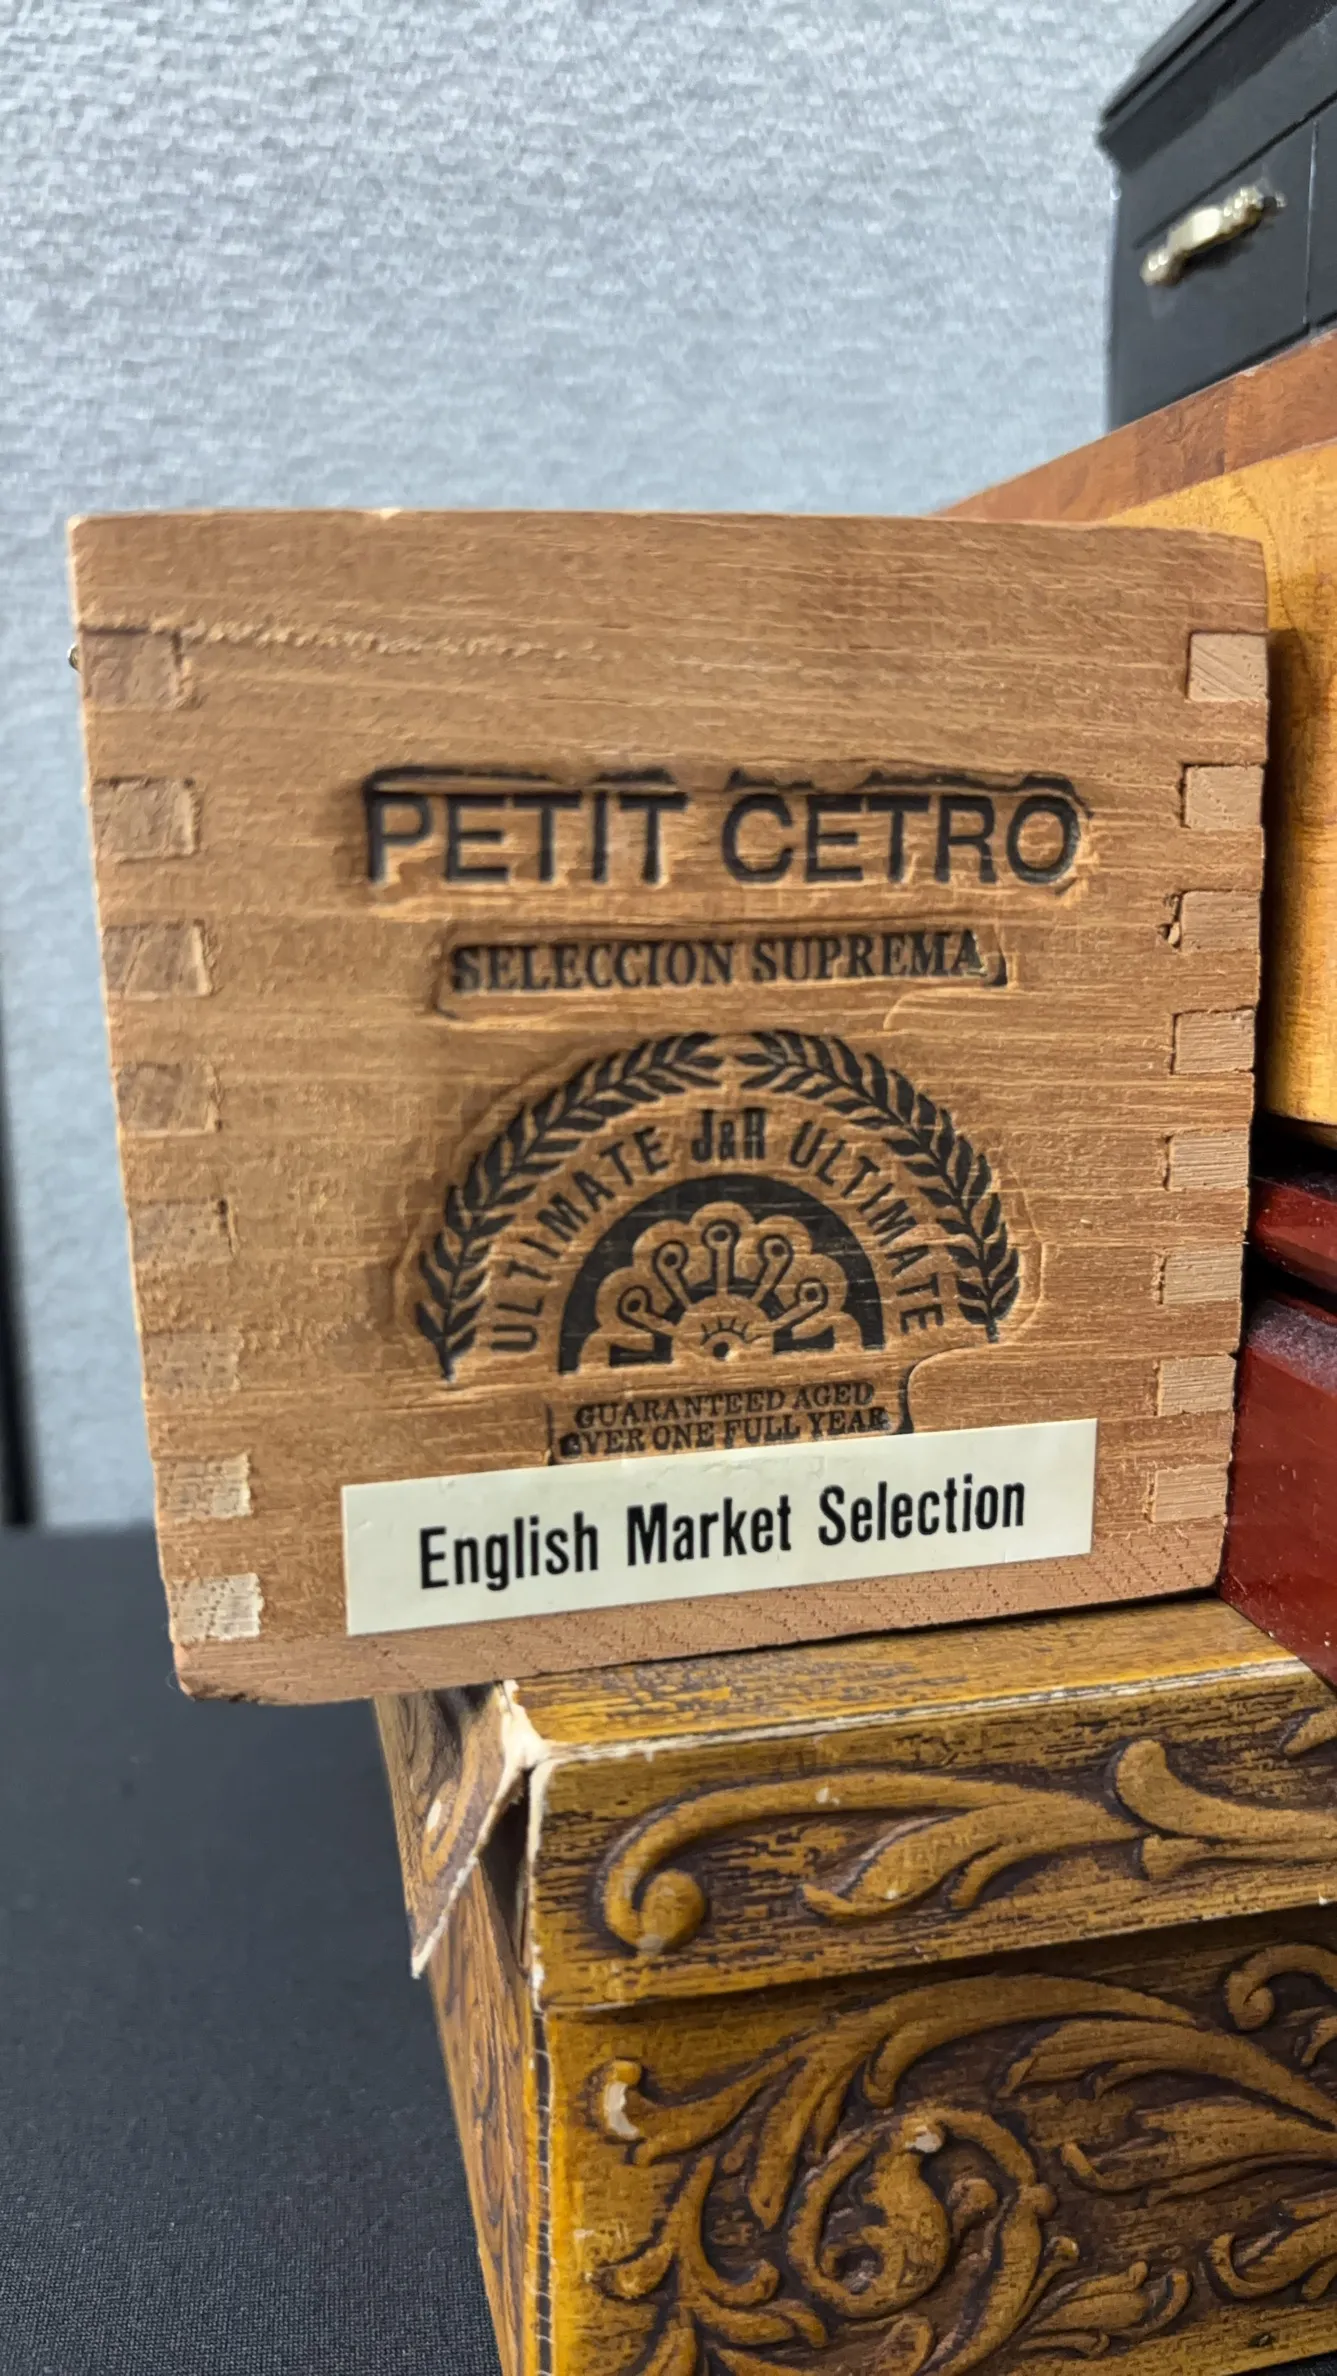 PETIT CETRO
SELECCION SUPREMA
ULTIMATE J&R ULTIMATE
GUARANTEED AGED
OVER ONE FULL YEAR
English Market Selection